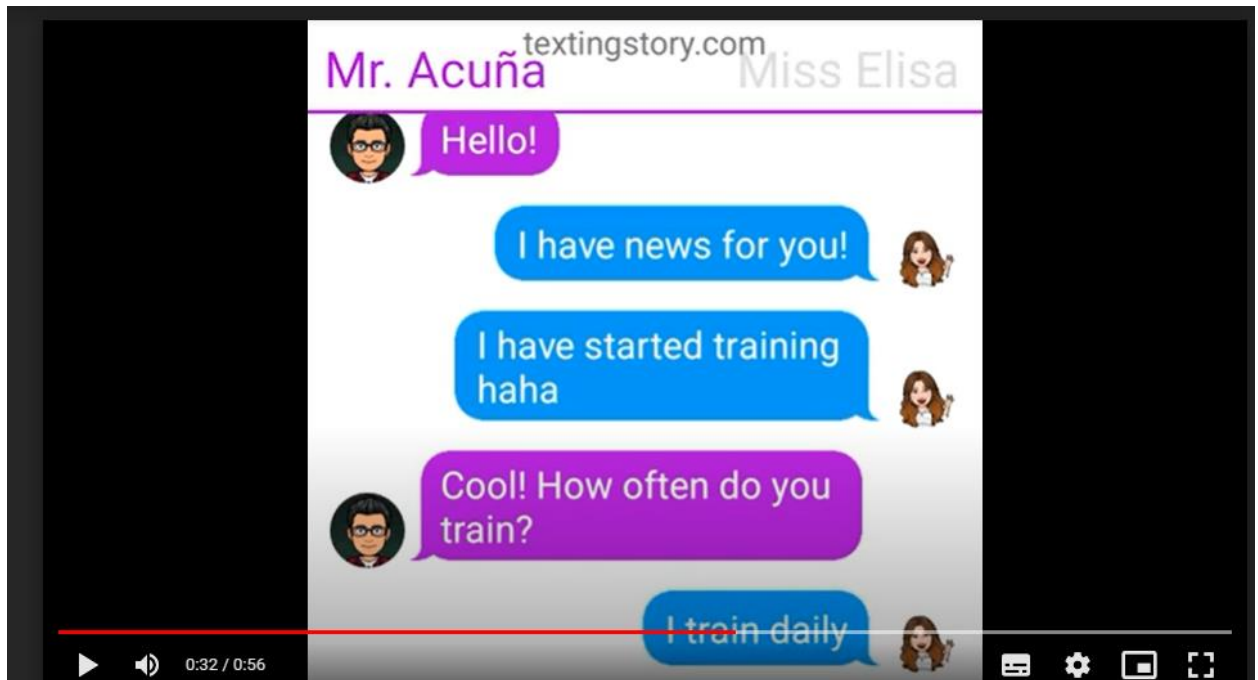 textingstory.com
Mr. Acuña
Miss Elisa
Hello!
I have news for you!
I have started training
haha
Cool! How often do you
train?
I train daily
0:32 / 0:56